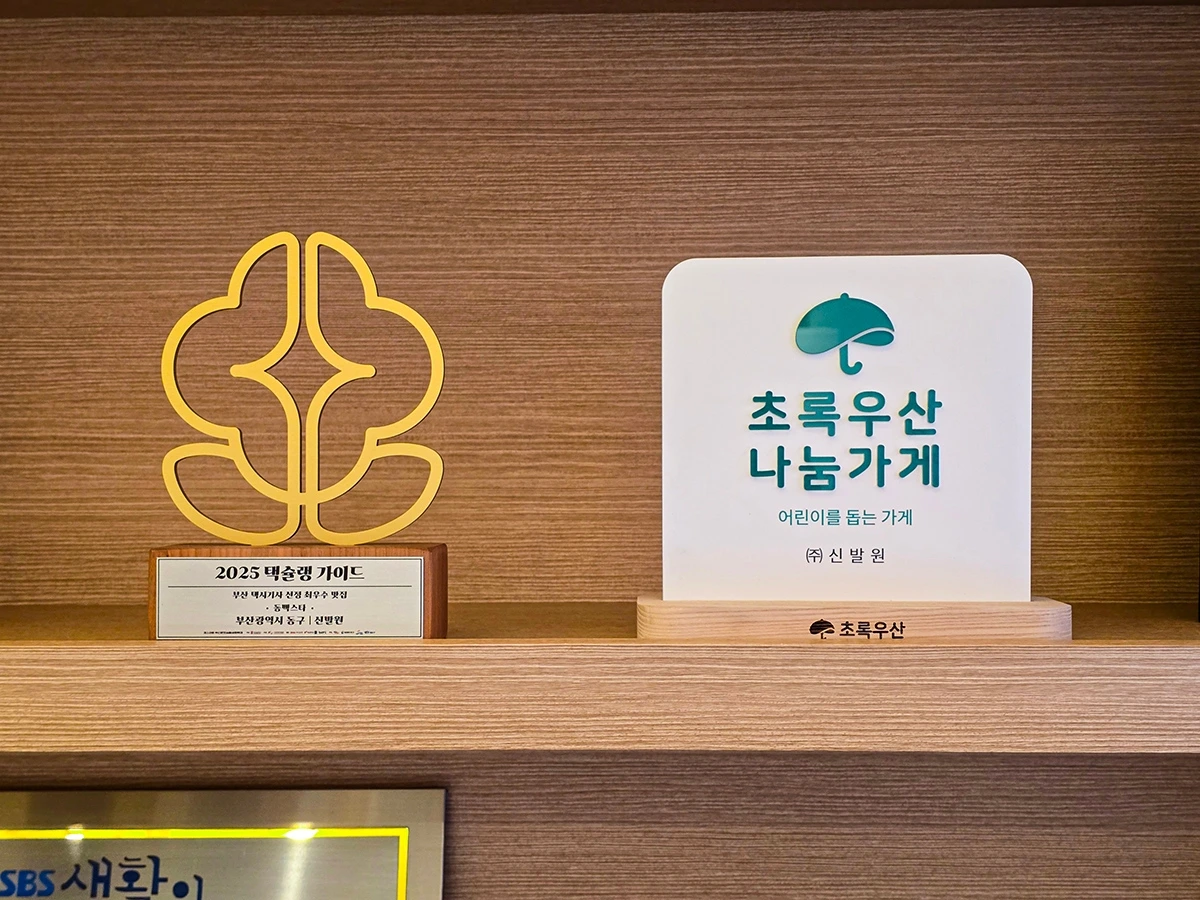 2025 택슐랭 가이드
부산 택시기사 선정 최우수 맛집
· 동백스타 ·
부산광역시 동구 | 신발원
초록우산
나눔가게
어린이를 돕는 가게
㈜ 신발원
초록우산
SBS 새활